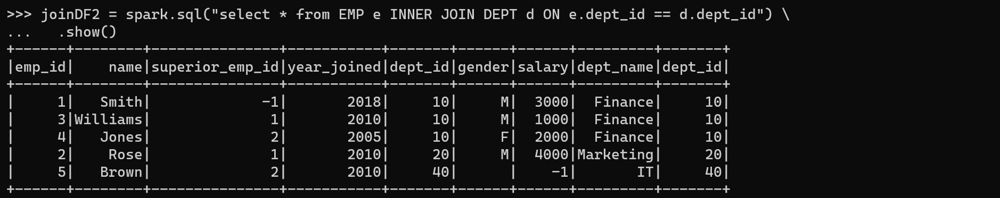 >>> joinDF2 = spark.sql("select * from EMP e INNER JOIN DEPT d ON e.dept_id == d.dept_id") \
...   .show()
+------+--------+---------------+-----------+-------+------+------+---------+-------+
|emp_id|    name|superior_emp_id|year_joined|dept_id|gender|salary|dept_name|dept_id|
+------+--------+---------------+-----------+-------+------+------+---------+-------+
|     1|   Smith|             -1|       2018|     10|     M|  3000|  Finance|     10|
|     3|Williams|              1|       2010|     10|     M|  1000|  Finance|     10|
|     4|   Jones|              2|       2005|     10|     F|  2000|  Finance|     10|
|     2|    Rose|              1|       2010|     20|     M|  4000|Marketing|     20|
|     5|   Brown|              2|       2010|     40|      |    -1|       IT|     40|
+------+--------+---------------+-----------+-------+------+------+---------+-------+